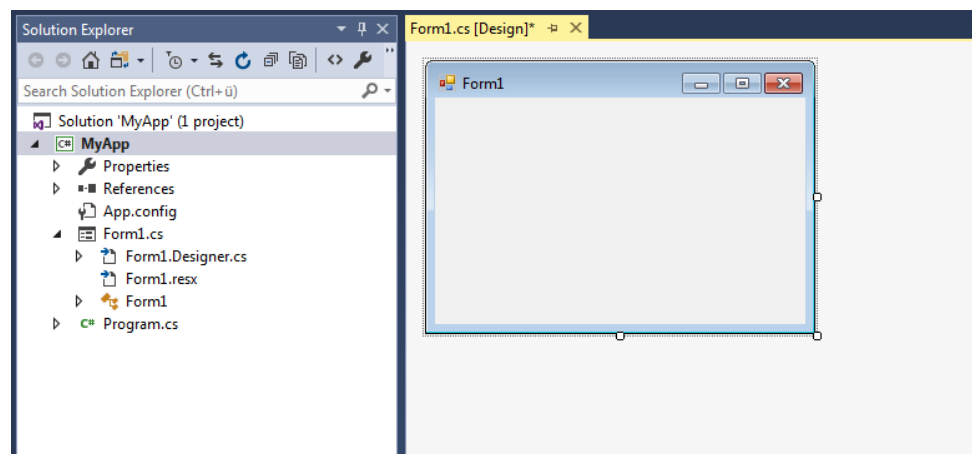 Solution Explorer
Search Solution Explorer (Ctrl+ü)
Solution 'MyApp' (1 project)
C# MyApp
Properties
References
App.config
Form1.cs
Form1.Designer.cs
Form1.resx
Form1
C# Program.cs
Form1.cs [Design]*
Form1